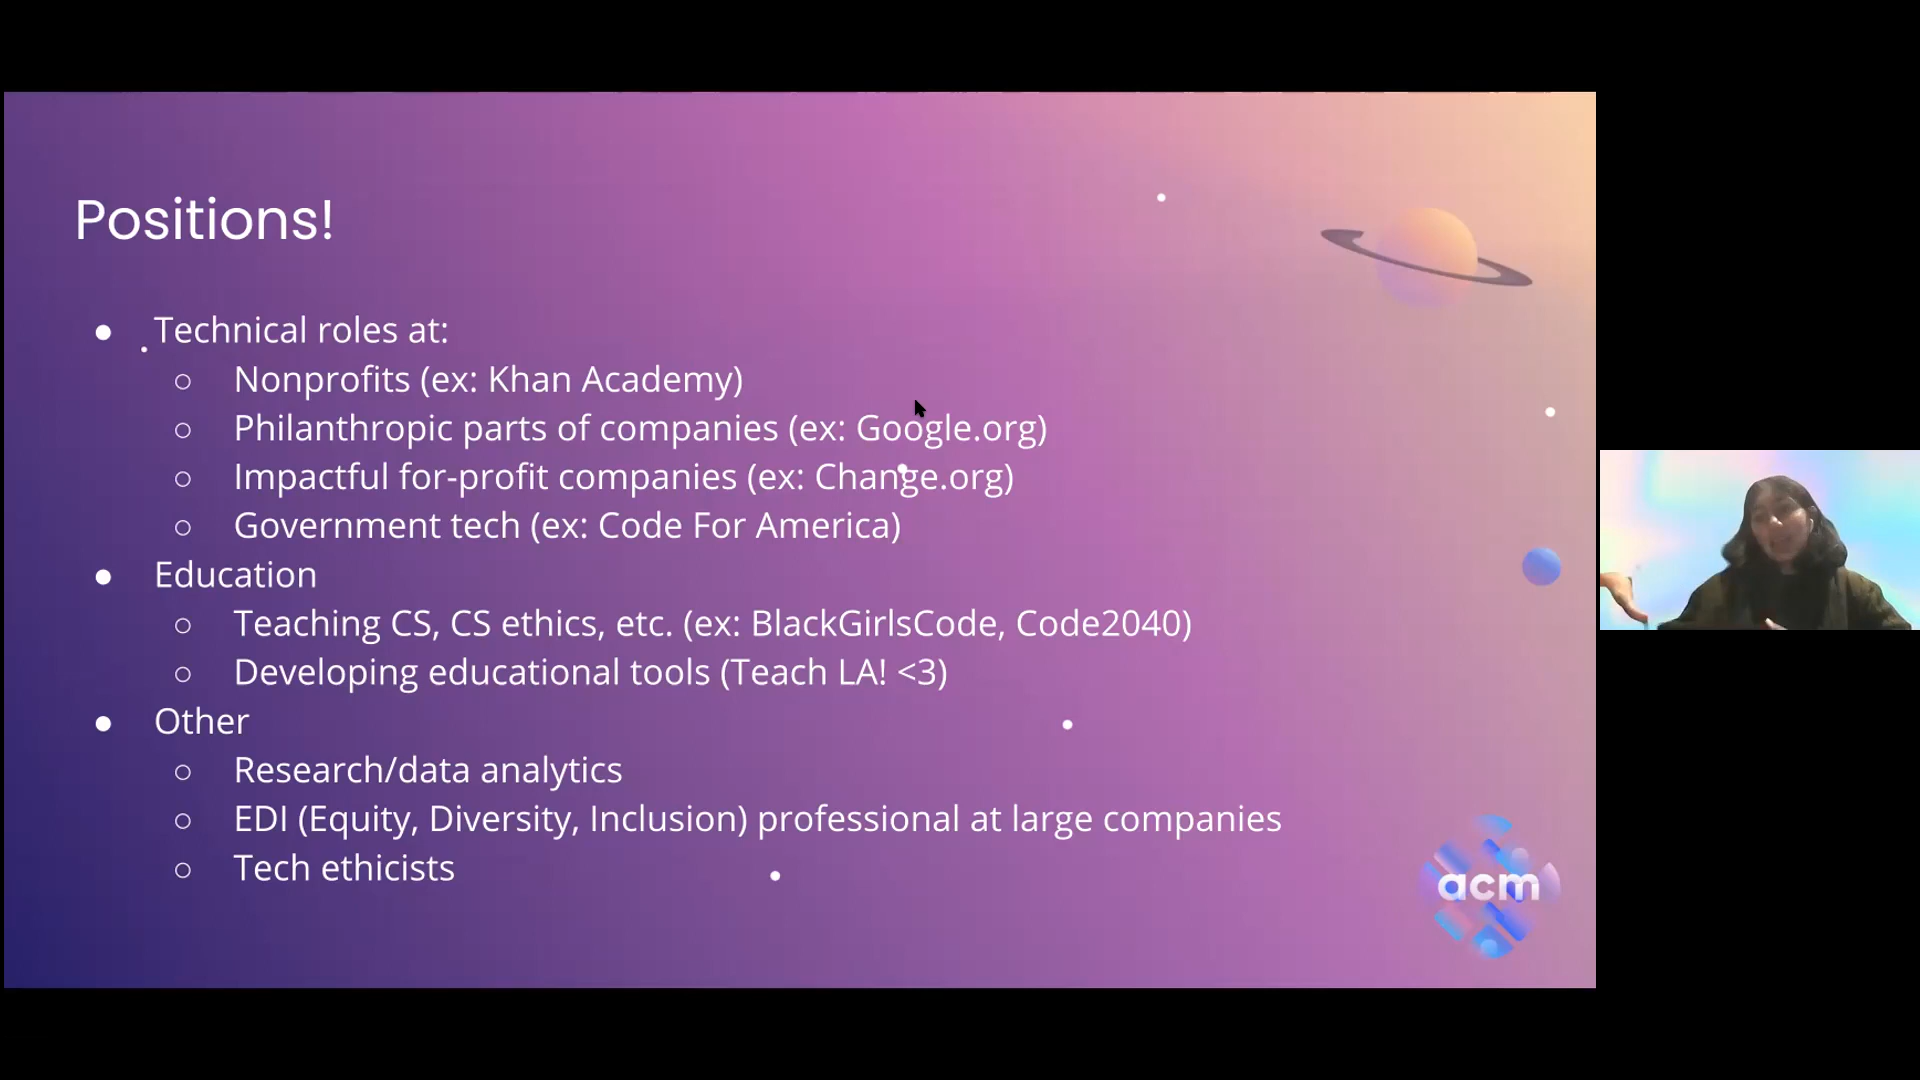 Positions!
● Technical roles at:
○ Nonprofits (ex: Khan Academy)
○ Philanthropic parts of companies (ex: Google.org)
○ Impactful for-profit companies (ex: Change.org)
○ Government tech (ex: Code For America)
● Education
○ Teaching CS, CS ethics, etc. (ex: BlackGirlsCode, Code2040)
○ Developing educational tools (Teach LA! <3)
● Other
○ Research/data analytics
○ EDI (Equity, Diversity, Inclusion) professional at large companies
○ Tech ethicists
acm